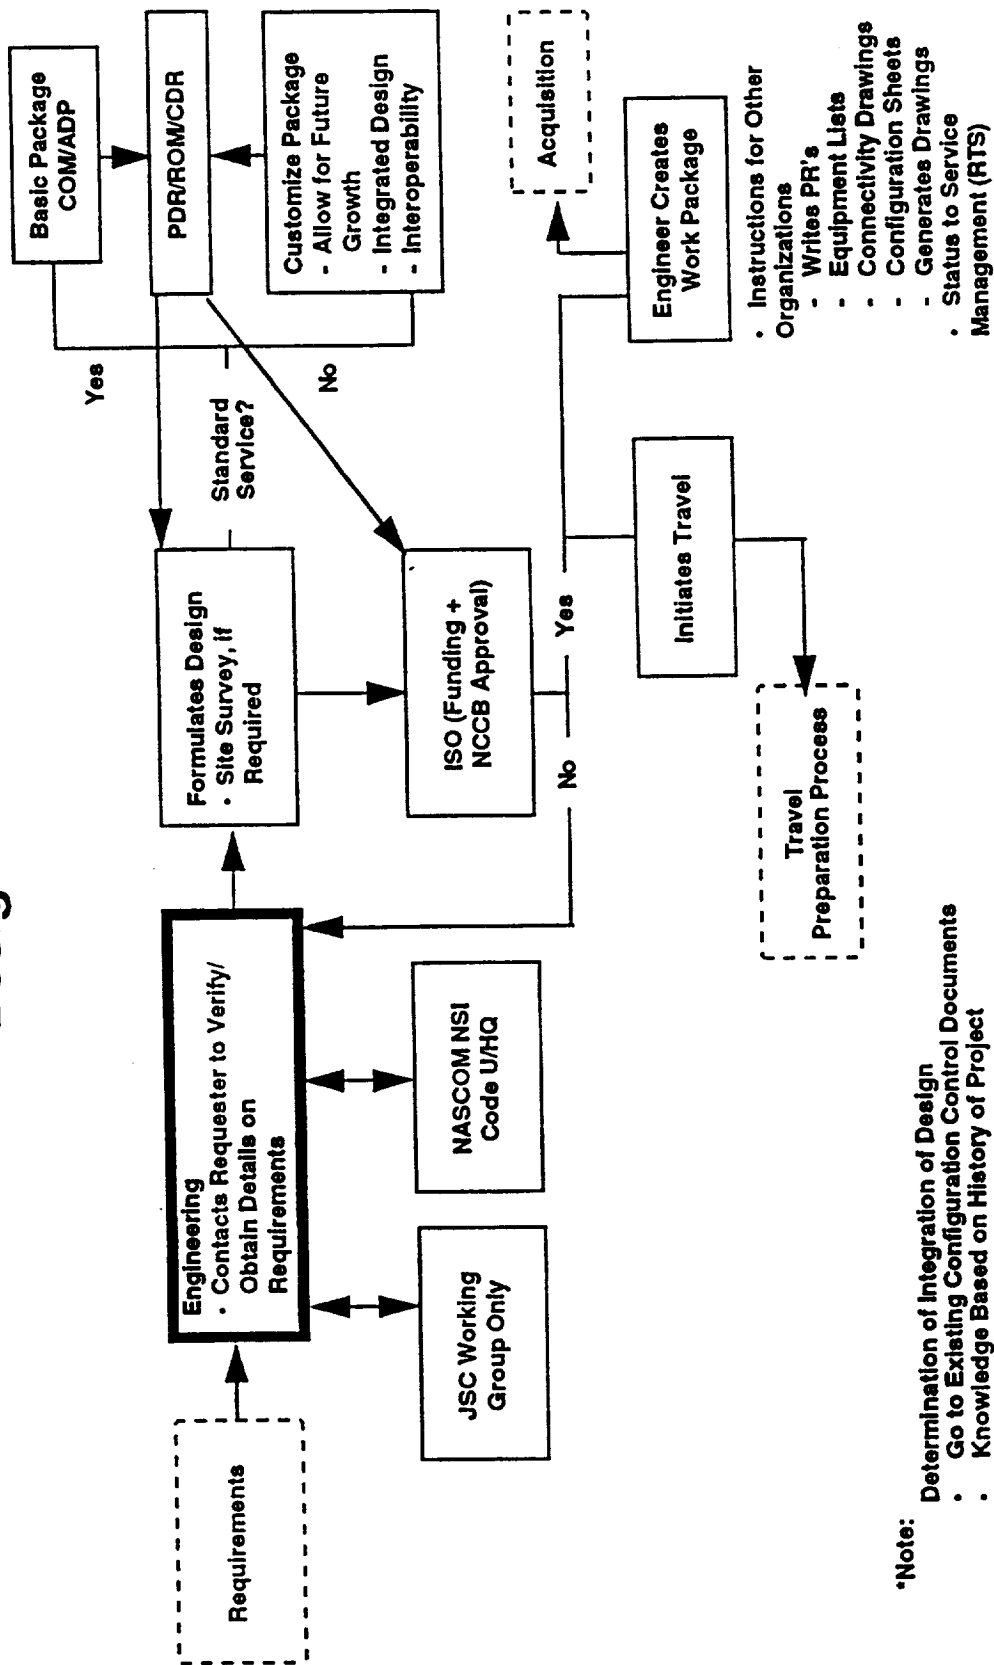 Requirements
Engineering
• Contacts Requester to Verify/
Obtain Details on
Requirements
JSC Working
Group Only
NASCOM NSI
Code U/HQ
Formulates Design
• Site Survey, if
Required
ISO (Funding +
NCCB Approval)
Standard
Service?
Yes
No
Basic Package
COM/ADP
PDR/ROM/CDR
Customize Package
- Allow for Future
Growth
- Integrated Design
- Interoperability
No
Yes
Initiates Travel
Travel
Preparation Process
Acquisition
Engineer Creates
Work Package
• Instructions for Other
Organizations
- Writes PR's
- Equipment Lists
- Connectivity Drawings
- Configuration Sheets
- Generates Drawings
• Status to Service
Management (RTS)
*Note:
Determination of Integration of Design
• Go to Existing Configuration Control Documents
• Knowledge Based on History of Project